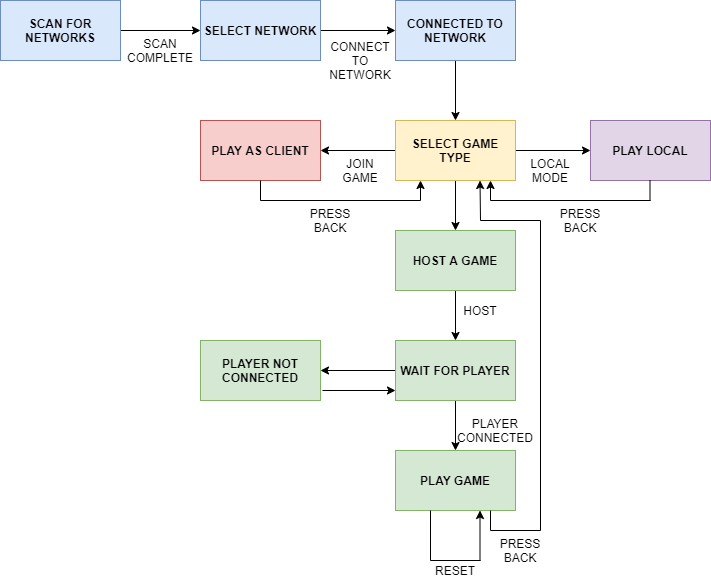 SCAN FOR
NETWORKS
SCAN
COMPLETE
SELECT NETWORK
CONNECT
TO
NETWORK
CONNECTED TO
NETWORK
PLAY AS CLIENT
JOIN
GAME
SELECT GAME
TYPE
LOCAL
MODE
PLAY LOCAL
PRESS
BACK
PRESS
BACK
HOST A GAME
HOST
PLAYER NOT
CONNECTED
WAIT FOR PLAYER
PLAYER
CONNECTED
PLAY GAME
PRESS
BACK
RESET